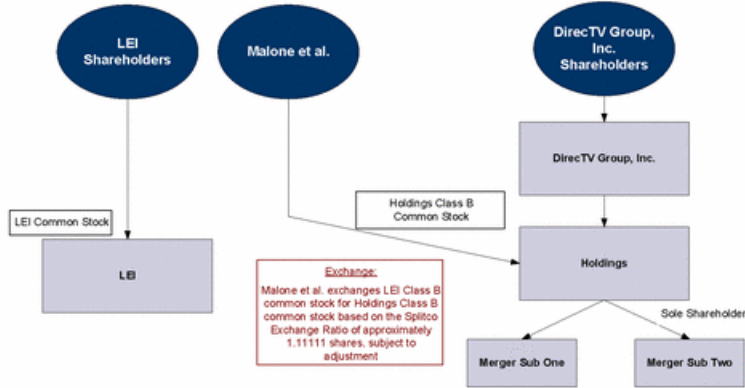 LEI
Shareholders
Malone et al.
DirecTV Group,
Inc.
Shareholders
DirecTV Group, Inc.
LEI Common Stock
Holdings Class B
Common Stock
LEI
Holdings
Exchange:
Malone et al. exchanges LEI Class B
common stock for Holdings Class B
common stock based on the Splitco
Exchange Ratio of approximately
1.11111 shares, subject to
adjustment
Sole Shareholder
Merger Sub One
Merger Sub Two